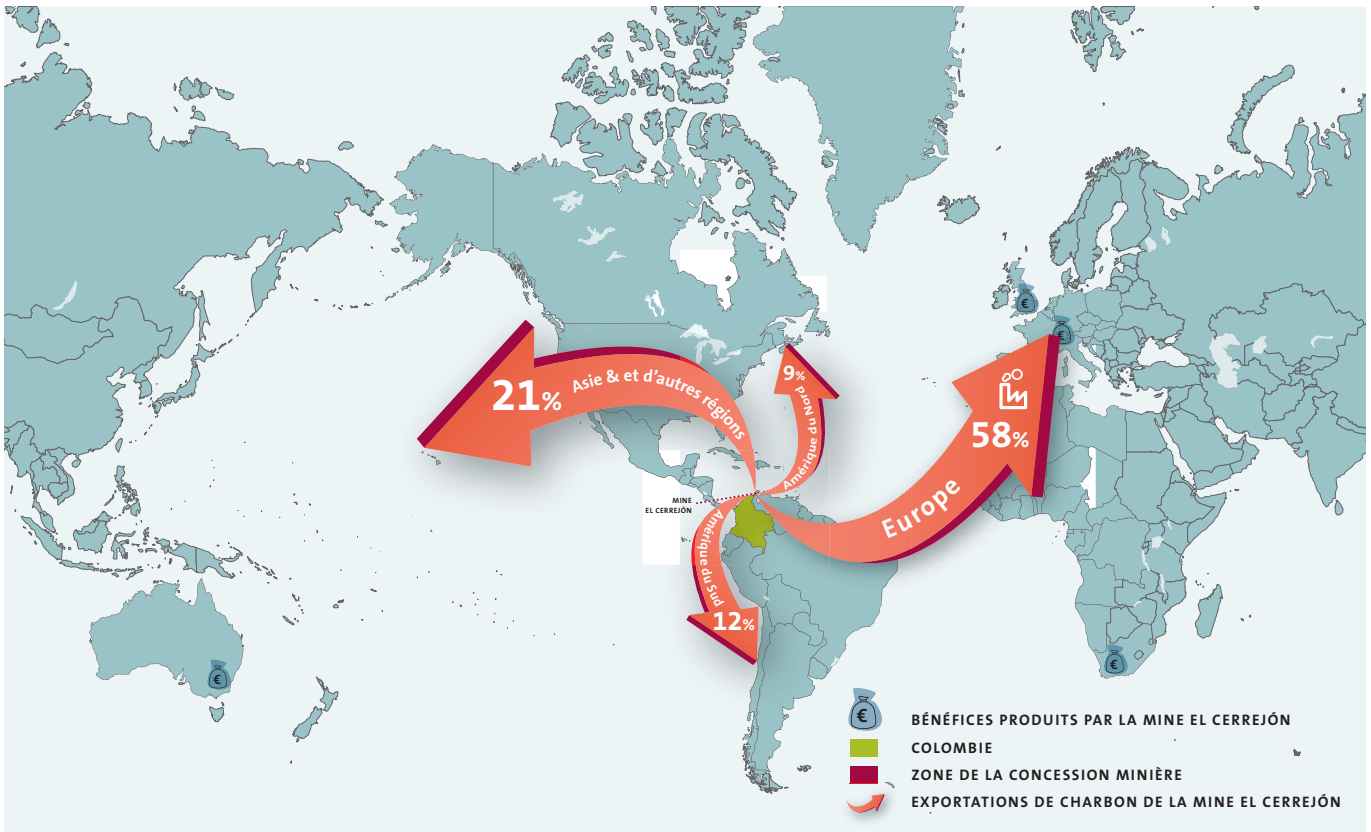 21% Asie & et d'autres régions
9% Amérique du Nord
58%
Europe
MINE
EL CERREJÓN
Amérique du Sud
12%
€
€
€
€
€ BÉNÉFICES PRODUITS PAR LA MINE EL CERREJÓN
COLOMBIE
ZONE DE LA CONCESSION MINIÈRE
EXPORTATIONS DE CHARBON DE LA MINE EL CERREJÓN